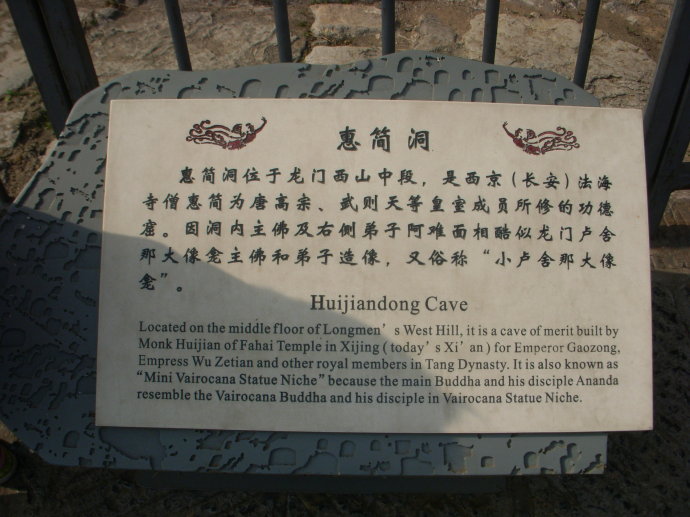 惠简洞
惠简洞位于龙门西山中段，是西京（长安）法海
寺僧惠简为唐高宗、武则天等皇室成员所修的功德
窟。因洞内主佛及右侧弟子阿难面相酷似龙门卢舍
那大像龛主佛和弟子造像，又俗称“小卢舍那大像
龛”。
Huijiandong Cave
Located on the middle floor of Longmen's West Hill, it is a cave of merit built by
Monk Huijian of Fahai Temple in Xijing (today's Xi'an) for Emperor Gaozong,
Empress Wu Zetian and other royal members in Tang Dynasty. It is also known as
"Mini Vairocana Statue Niche" because the main Buddha and his disciple Ananda
resemble the Vairocana Buddha and his disciple in Vairocana Statue Niche.